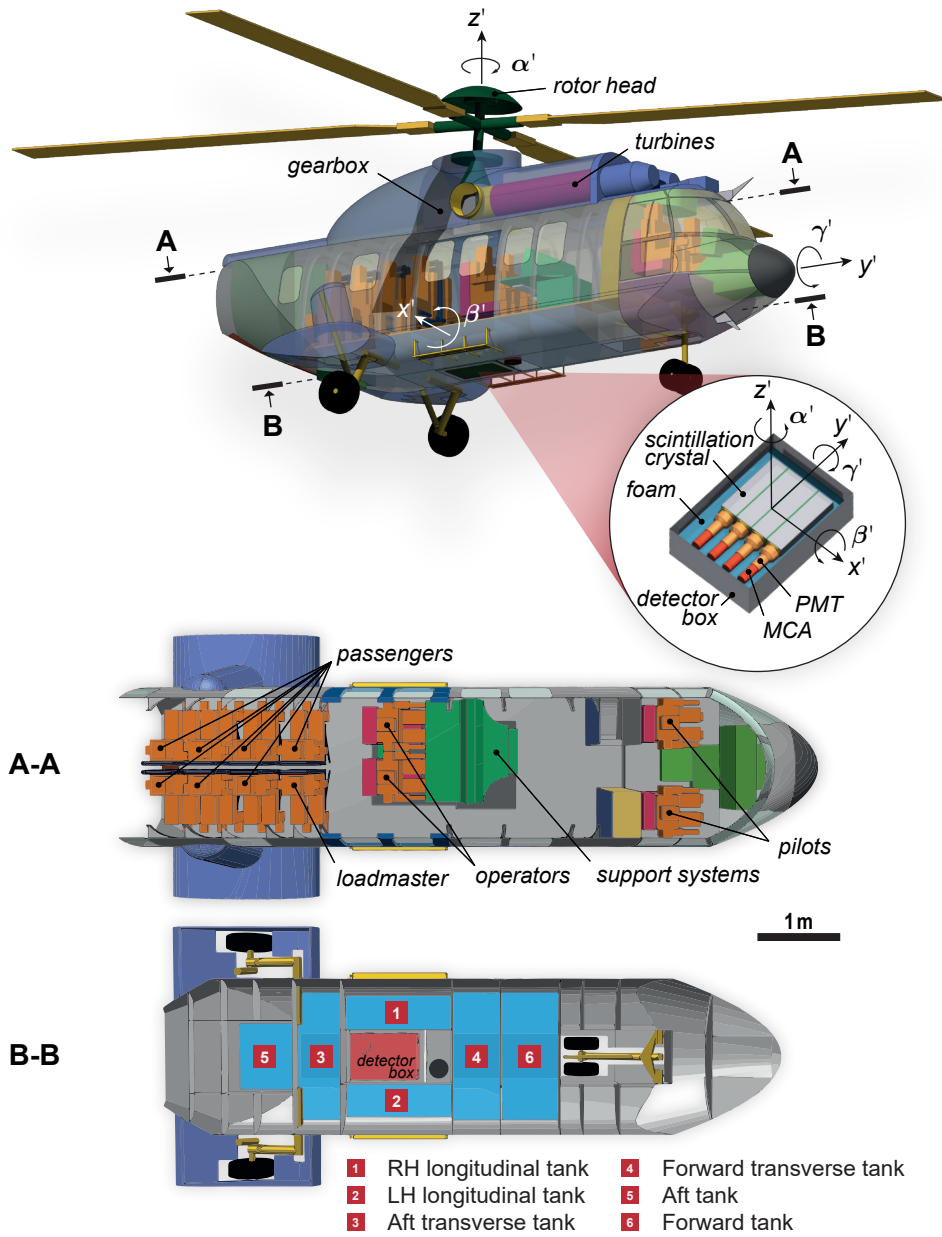 z'
α'
rotor head
turbines
gearbox
A
A
γ'
y'
x'
β'
B
B
z'
α'
y'
scintillation
crystal
γ'
foam
β'
x'
detector
box
PMT
MCA
passengers
A-A
loadmaster
operators
support systems
pilots
1m
B-B
1
5
3
detector
box
4
6
2
1 RH longitudinal tank
2 LH longitudinal tank
3 Aft transverse tank
4 Forward transverse tank
5 Aft tank
6 Forward tank